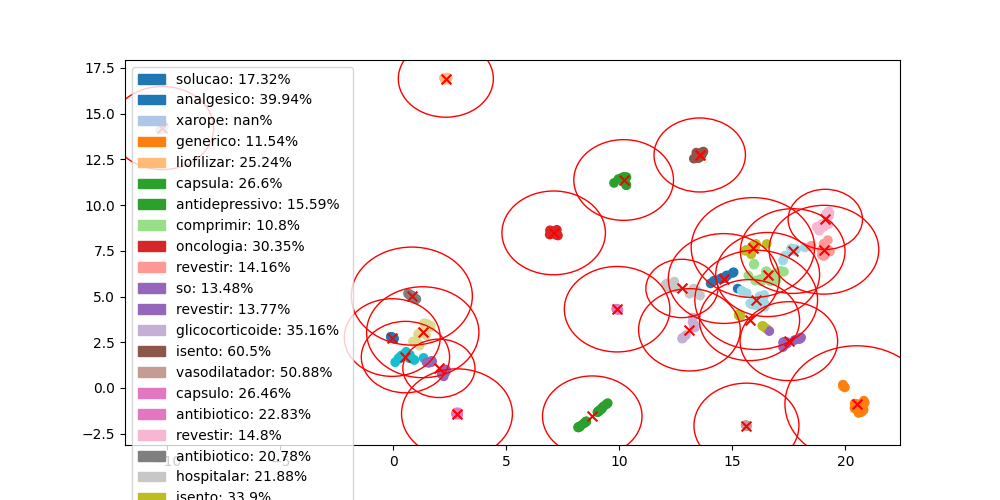 17.5
15.0
12.5
10.0
7.5
5.0
2.5
0.0
−2.5
solucao: 17.32%
analgesico: 39.94%
xarope: nan%
generico: 11.54%
liofilizar: 25.24%
capsula: 26.6%
antidepressivo: 15.59%
comprimir: 10.8%
oncologia: 30.35%
revestir: 14.16%
so: 13.48%
revestir: 13.77%
glicocorticoide: 35.16%
isento: 60.5%
vasodilatador: 50.88%
capsulo: 26.46%
antibiotico: 22.83%
revestir: 14.8%
antibiotico: 20.78%
hospitalar: 21.88%
isento: 33.9%
−10 −5 0 5 10 15 20